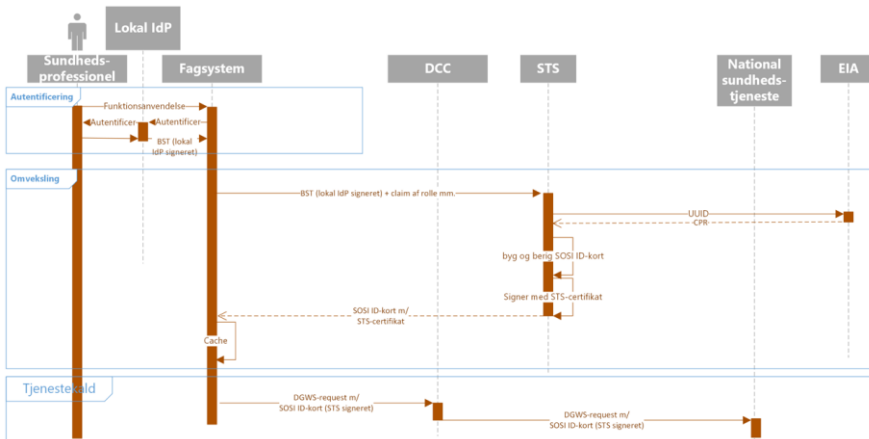 Lokal IdP
Sundheds-
professionel
Fagsystem
DCC
STS
National
sundheds-
tjeneste
EIA
Autentificering
Funktionsanvendelse
Autentificer
Autentificer
BST (lokal
IdP signeret)
Omveksling
BST (lokal IdP signeret) + claim af rolle mm.
UUID
CPR
byg og berig SOSI ID-kort
Signer med STS-certifikat
SOSI ID-kort m/
STS-certifikat
Cache
Tjenestekald
DGWS-request m/
SOSI ID-kort (STS signeret)
DGWS-request m/
SOSI ID-kort (STS signeret)